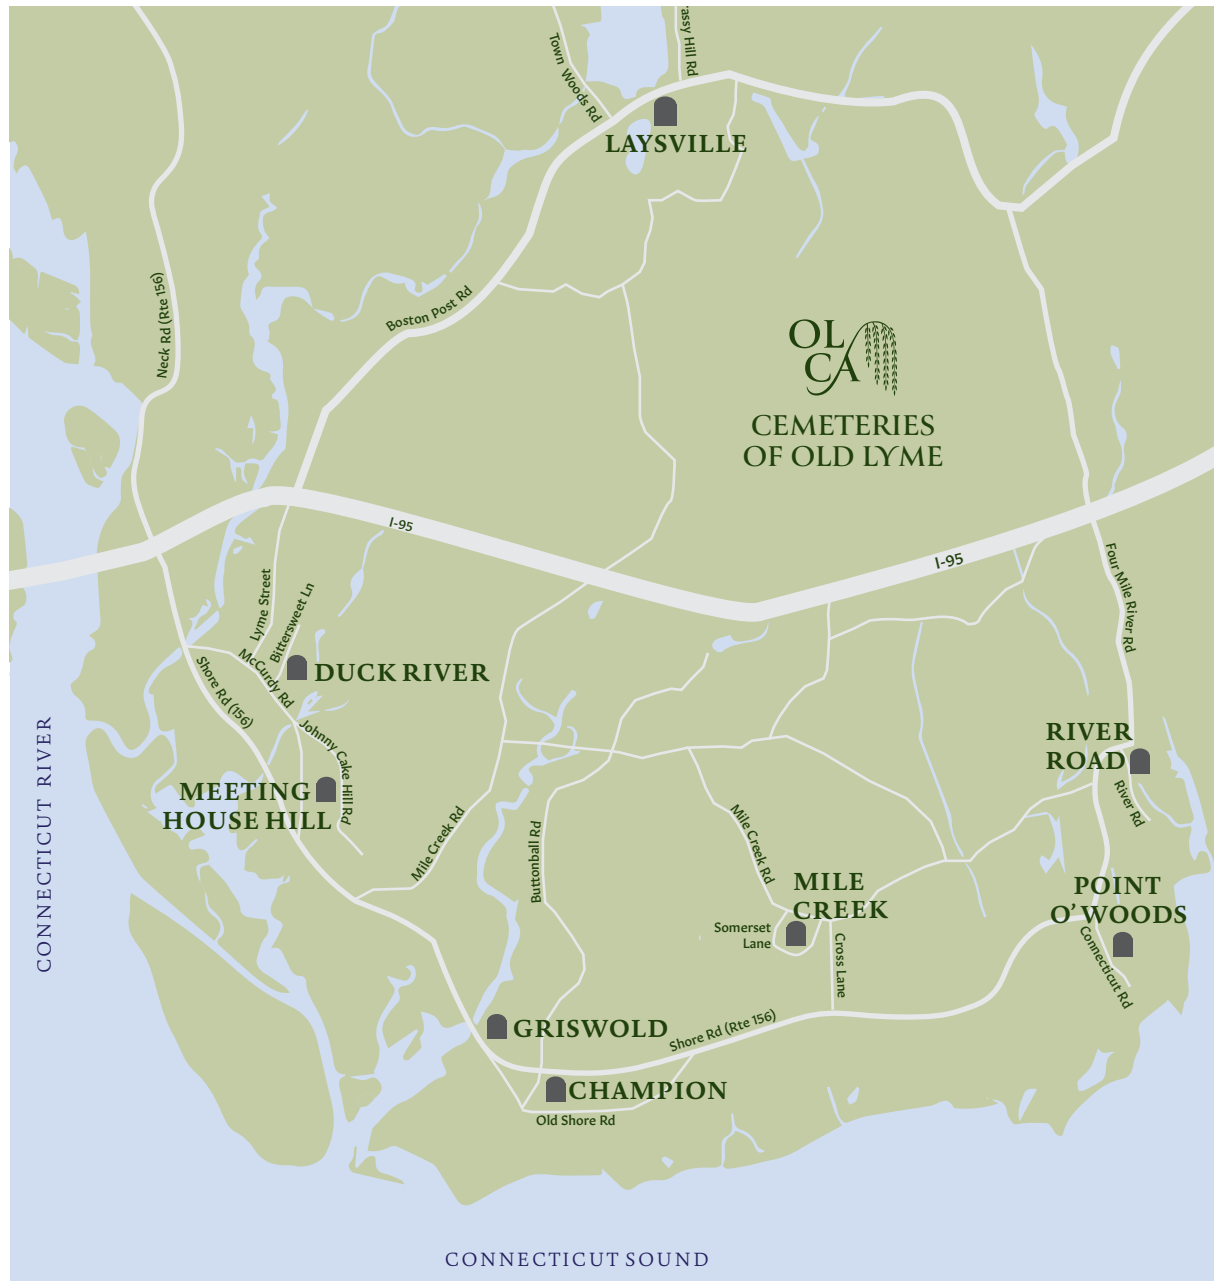 Town Woods Rd
assy Hill Rd
LAYSVILLE
Neck Rd (Rte 156)
Boston Post Rd
OL
CA
CEMETERIES
OF OLD LYME
I-95
I-95
Four Mile River Rd
Lyme Street
Bittersweet Ln
McCurdy Rd
DUCK RIVER
Shore Rd (156)
Johnny Cake Hill Rd
CONNECTICUT RIVER
RIVER
ROAD
River Rd
MEETING
HOUSE HILL
Mile Creek Rd
Buttonball Rd
Mile Creek Rd
MILE
CREEK
POINT
O' WOODS
Somerset
Lane
Cross Lane
Connecticut Rd
GRISWOLD
Shore Rd (Rte 156)
CHAMPION
Old Shore Rd
CONNECTICUT SOUND